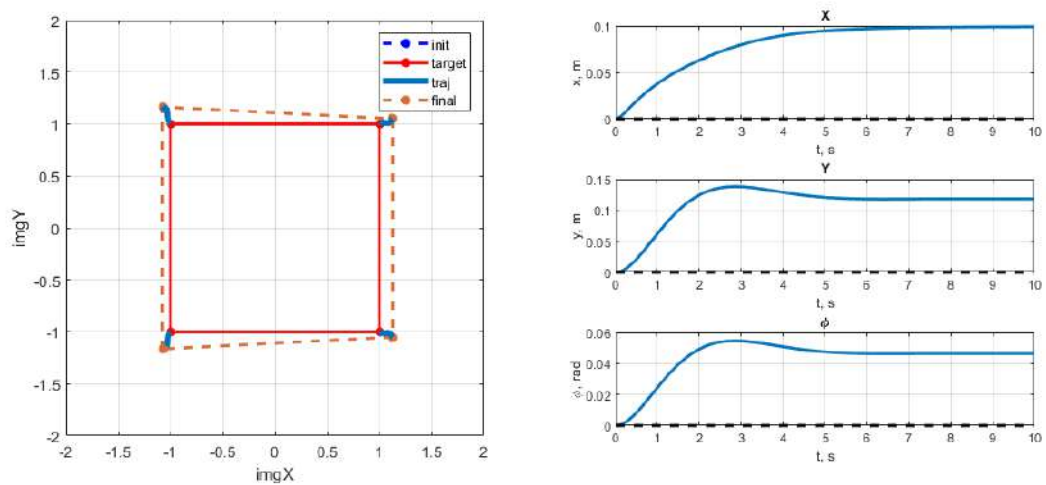 2
1.5
1
0.5
0
-0.5
-1
-1.5
-2
imgY
-2
-1.5
-1
-0.5
0
0.5
1
1.5
2
imgX
init
target
traj
final
X
0.1
0.05
0
x, m
0 1 2 3 4 5 6 7 8 9 10
t, s
Y
0.15
0.1
0.05
0
y, m
0 1 2 3 4 5 6 7 8 9 10
t, s
ϕ
0.06
0.04
0.02
0
ϕ, rad
0 1 2 3 4 5 6 7 8 9 10
t, s